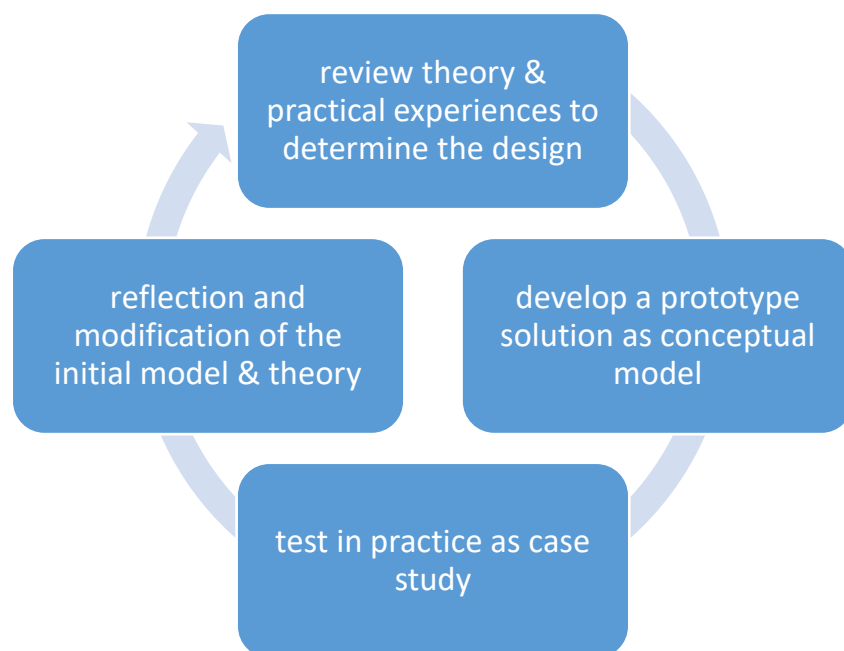 review theory &
practical experiences to
determine the design
develop a prototype
solution as conceptual
model
test in practice as case
study
reflection and
modification of the
initial model & theory